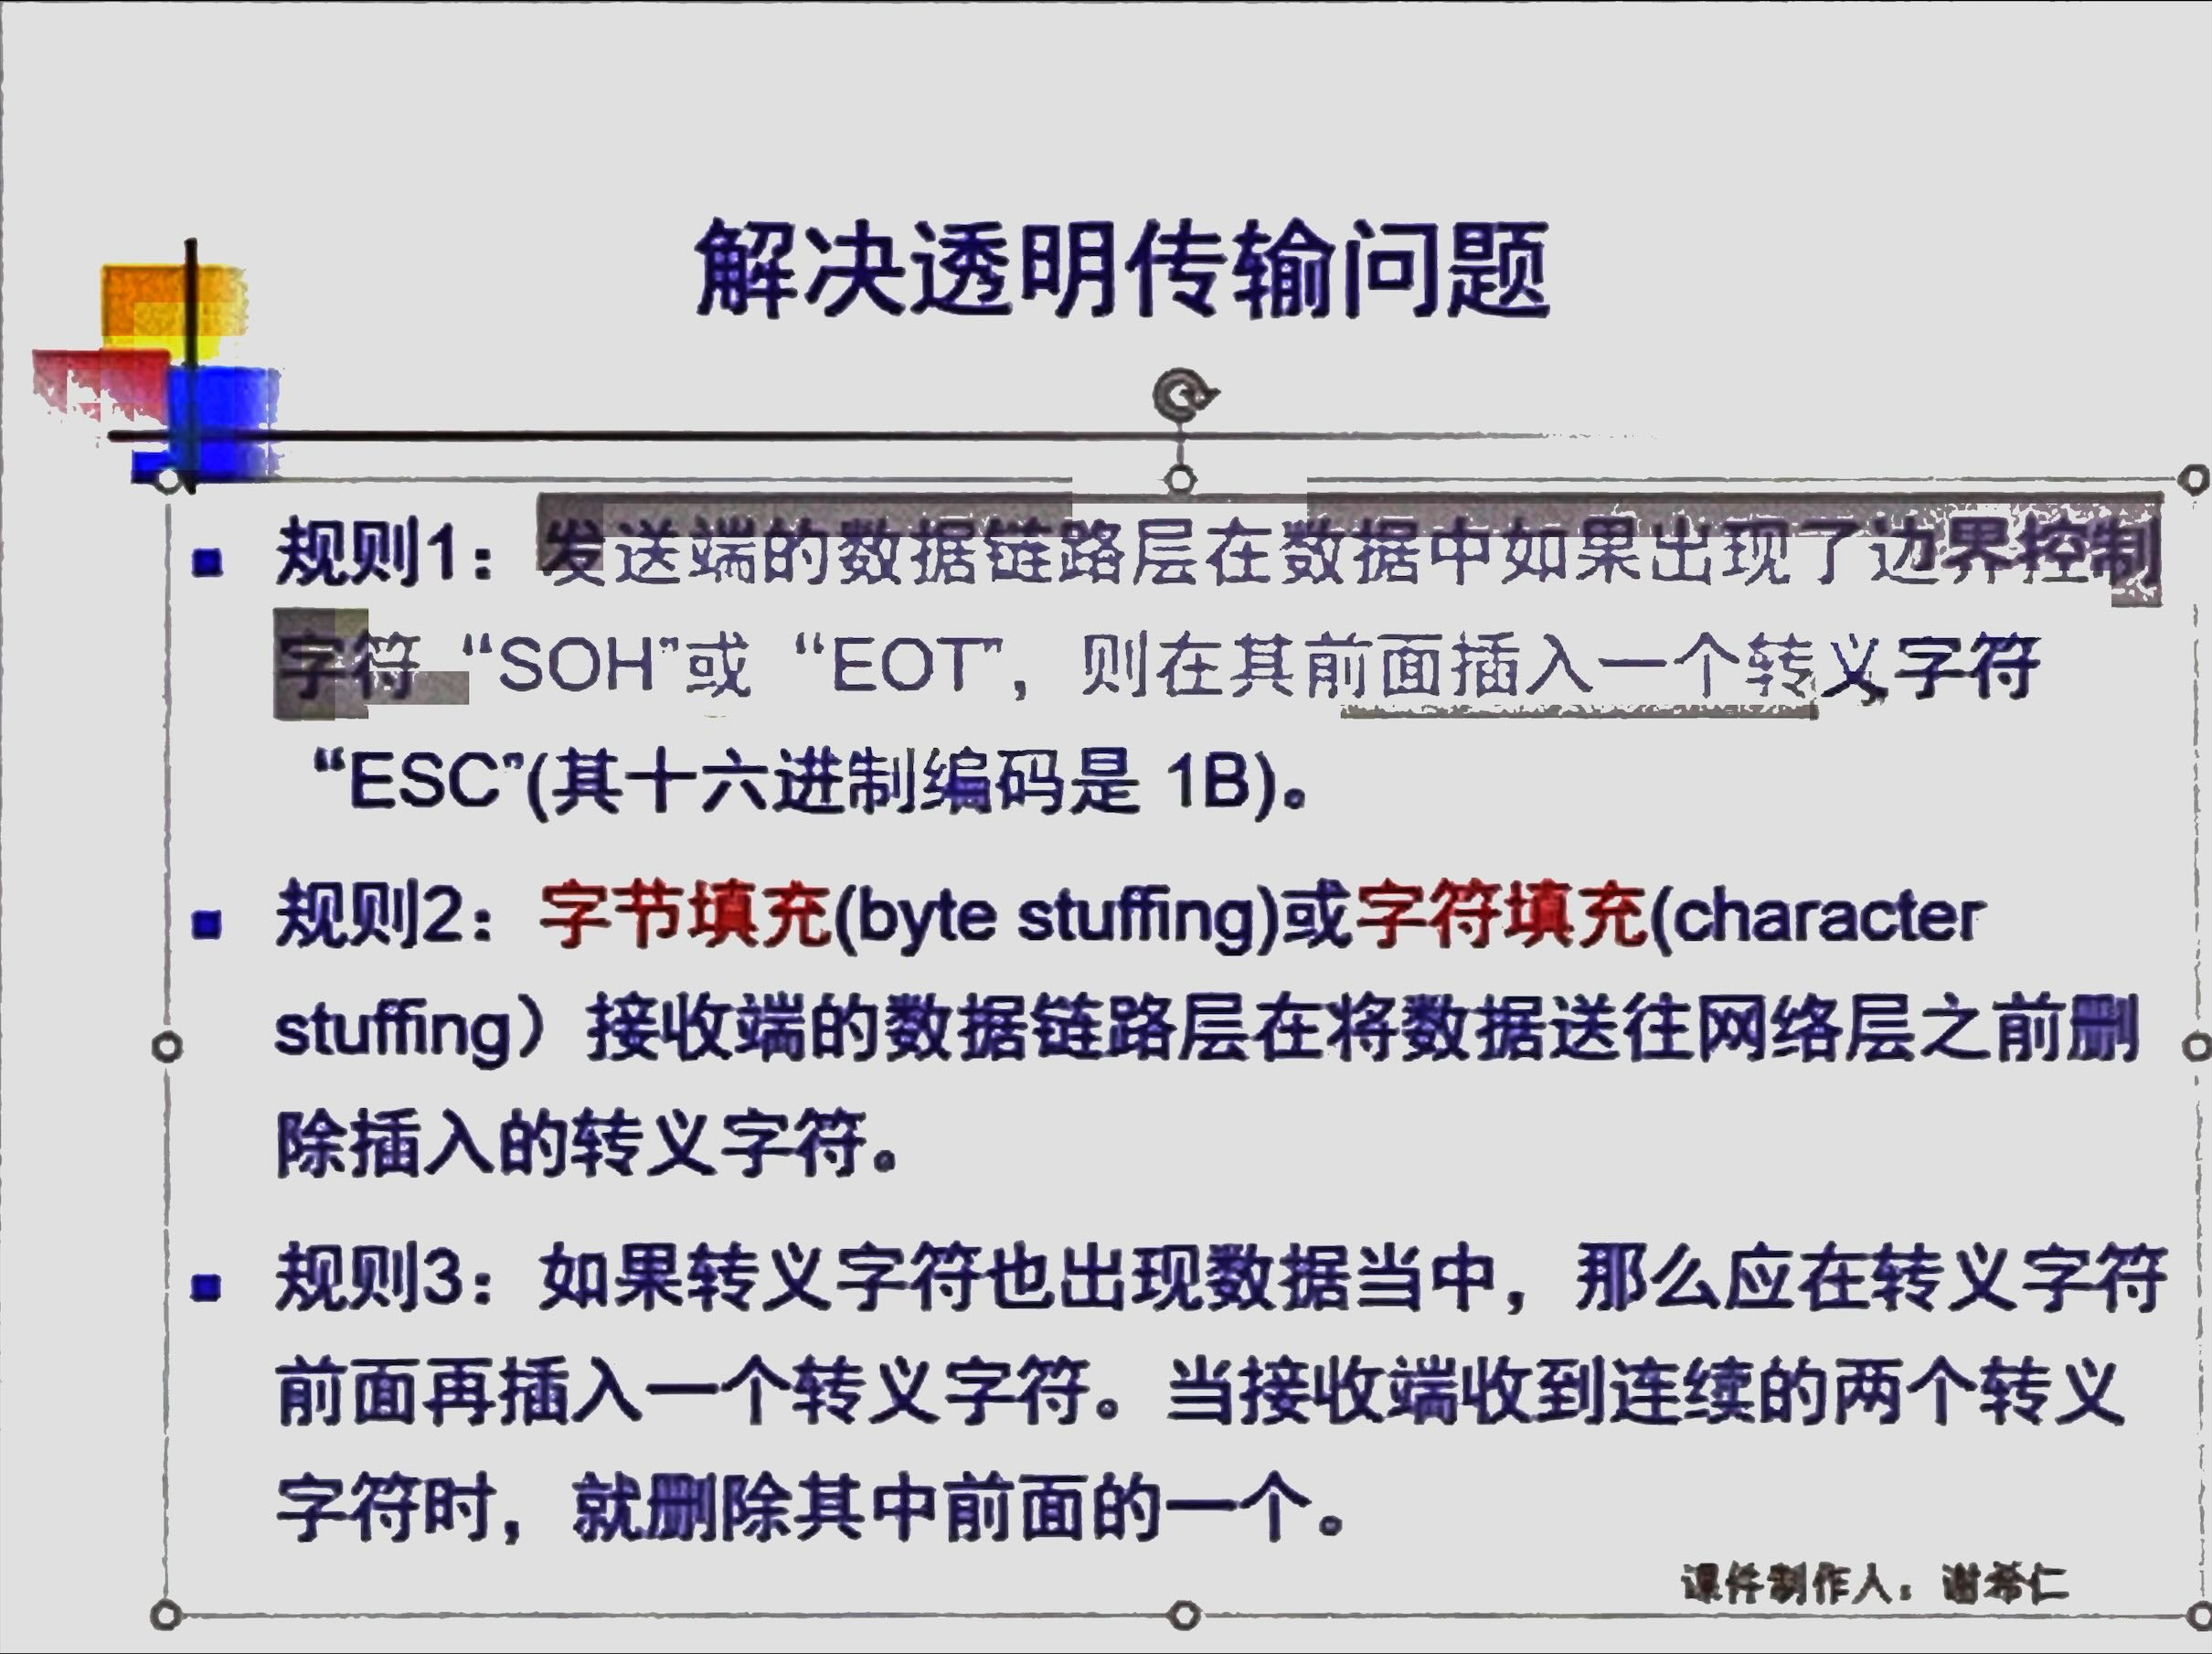 解决透明传输问题
规则1：发送端的数据链路层在数据中如果出现了边界控制
字符 “SOH”或 “EOT”，则在其前面插入一个转义字符
“ESC”(其十六进制编码是 1B)。
规则2：字节填充(byte stuffing)或字符填充(character
stuffing）接收端的数据链路层在将数据送往网络层之前删
除插入的转义字符。
规则3：如果转义字符也出现数据当中，那么应在转义字符
前面再插入一个转义字符。当接收端收到连续的两个转义
字符时，就删除其中前面的一个。
课件制作人：谢希仁